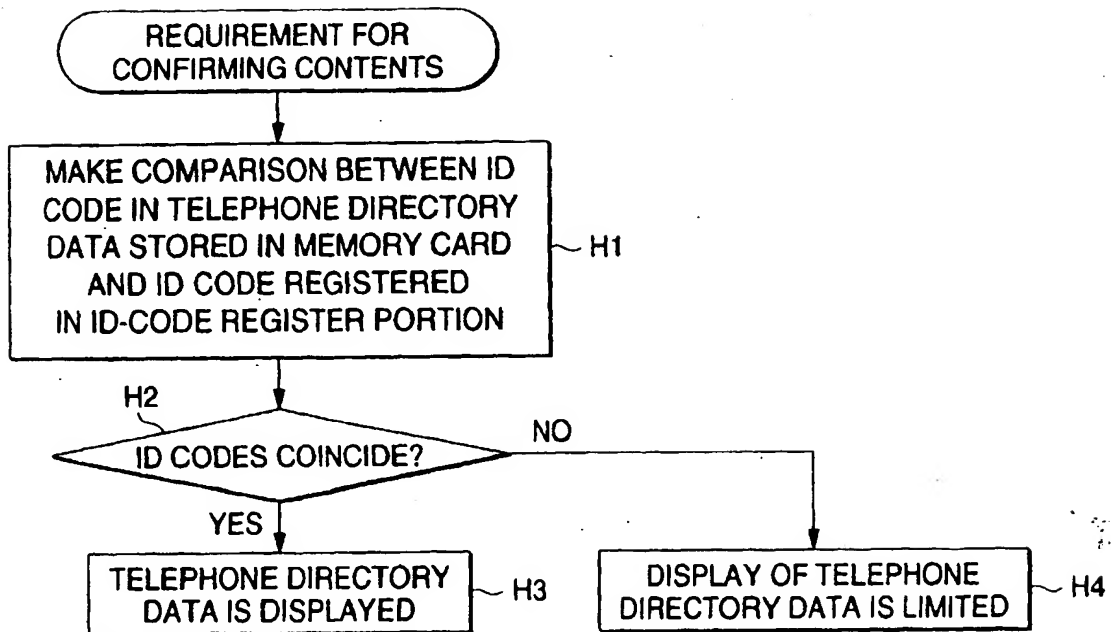 REQUIREMENT FOR
CONFIRMING CONTENTS
MAKE COMPARISON BETWEEN ID
CODE IN TELEPHONE DIRECTORY
DATA STORED IN MEMORY CARD
AND ID CODE REGISTERED
IN ID-CODE REGISTER PORTION
H1
H2
ID CODES COINCIDE?
NO
YES
TELEPHONE DIRECTORY
DATA IS DISPLAYED
H3
DISPLAY OF TELEPHONE
DIRECTORY DATA IS LIMITED
H4